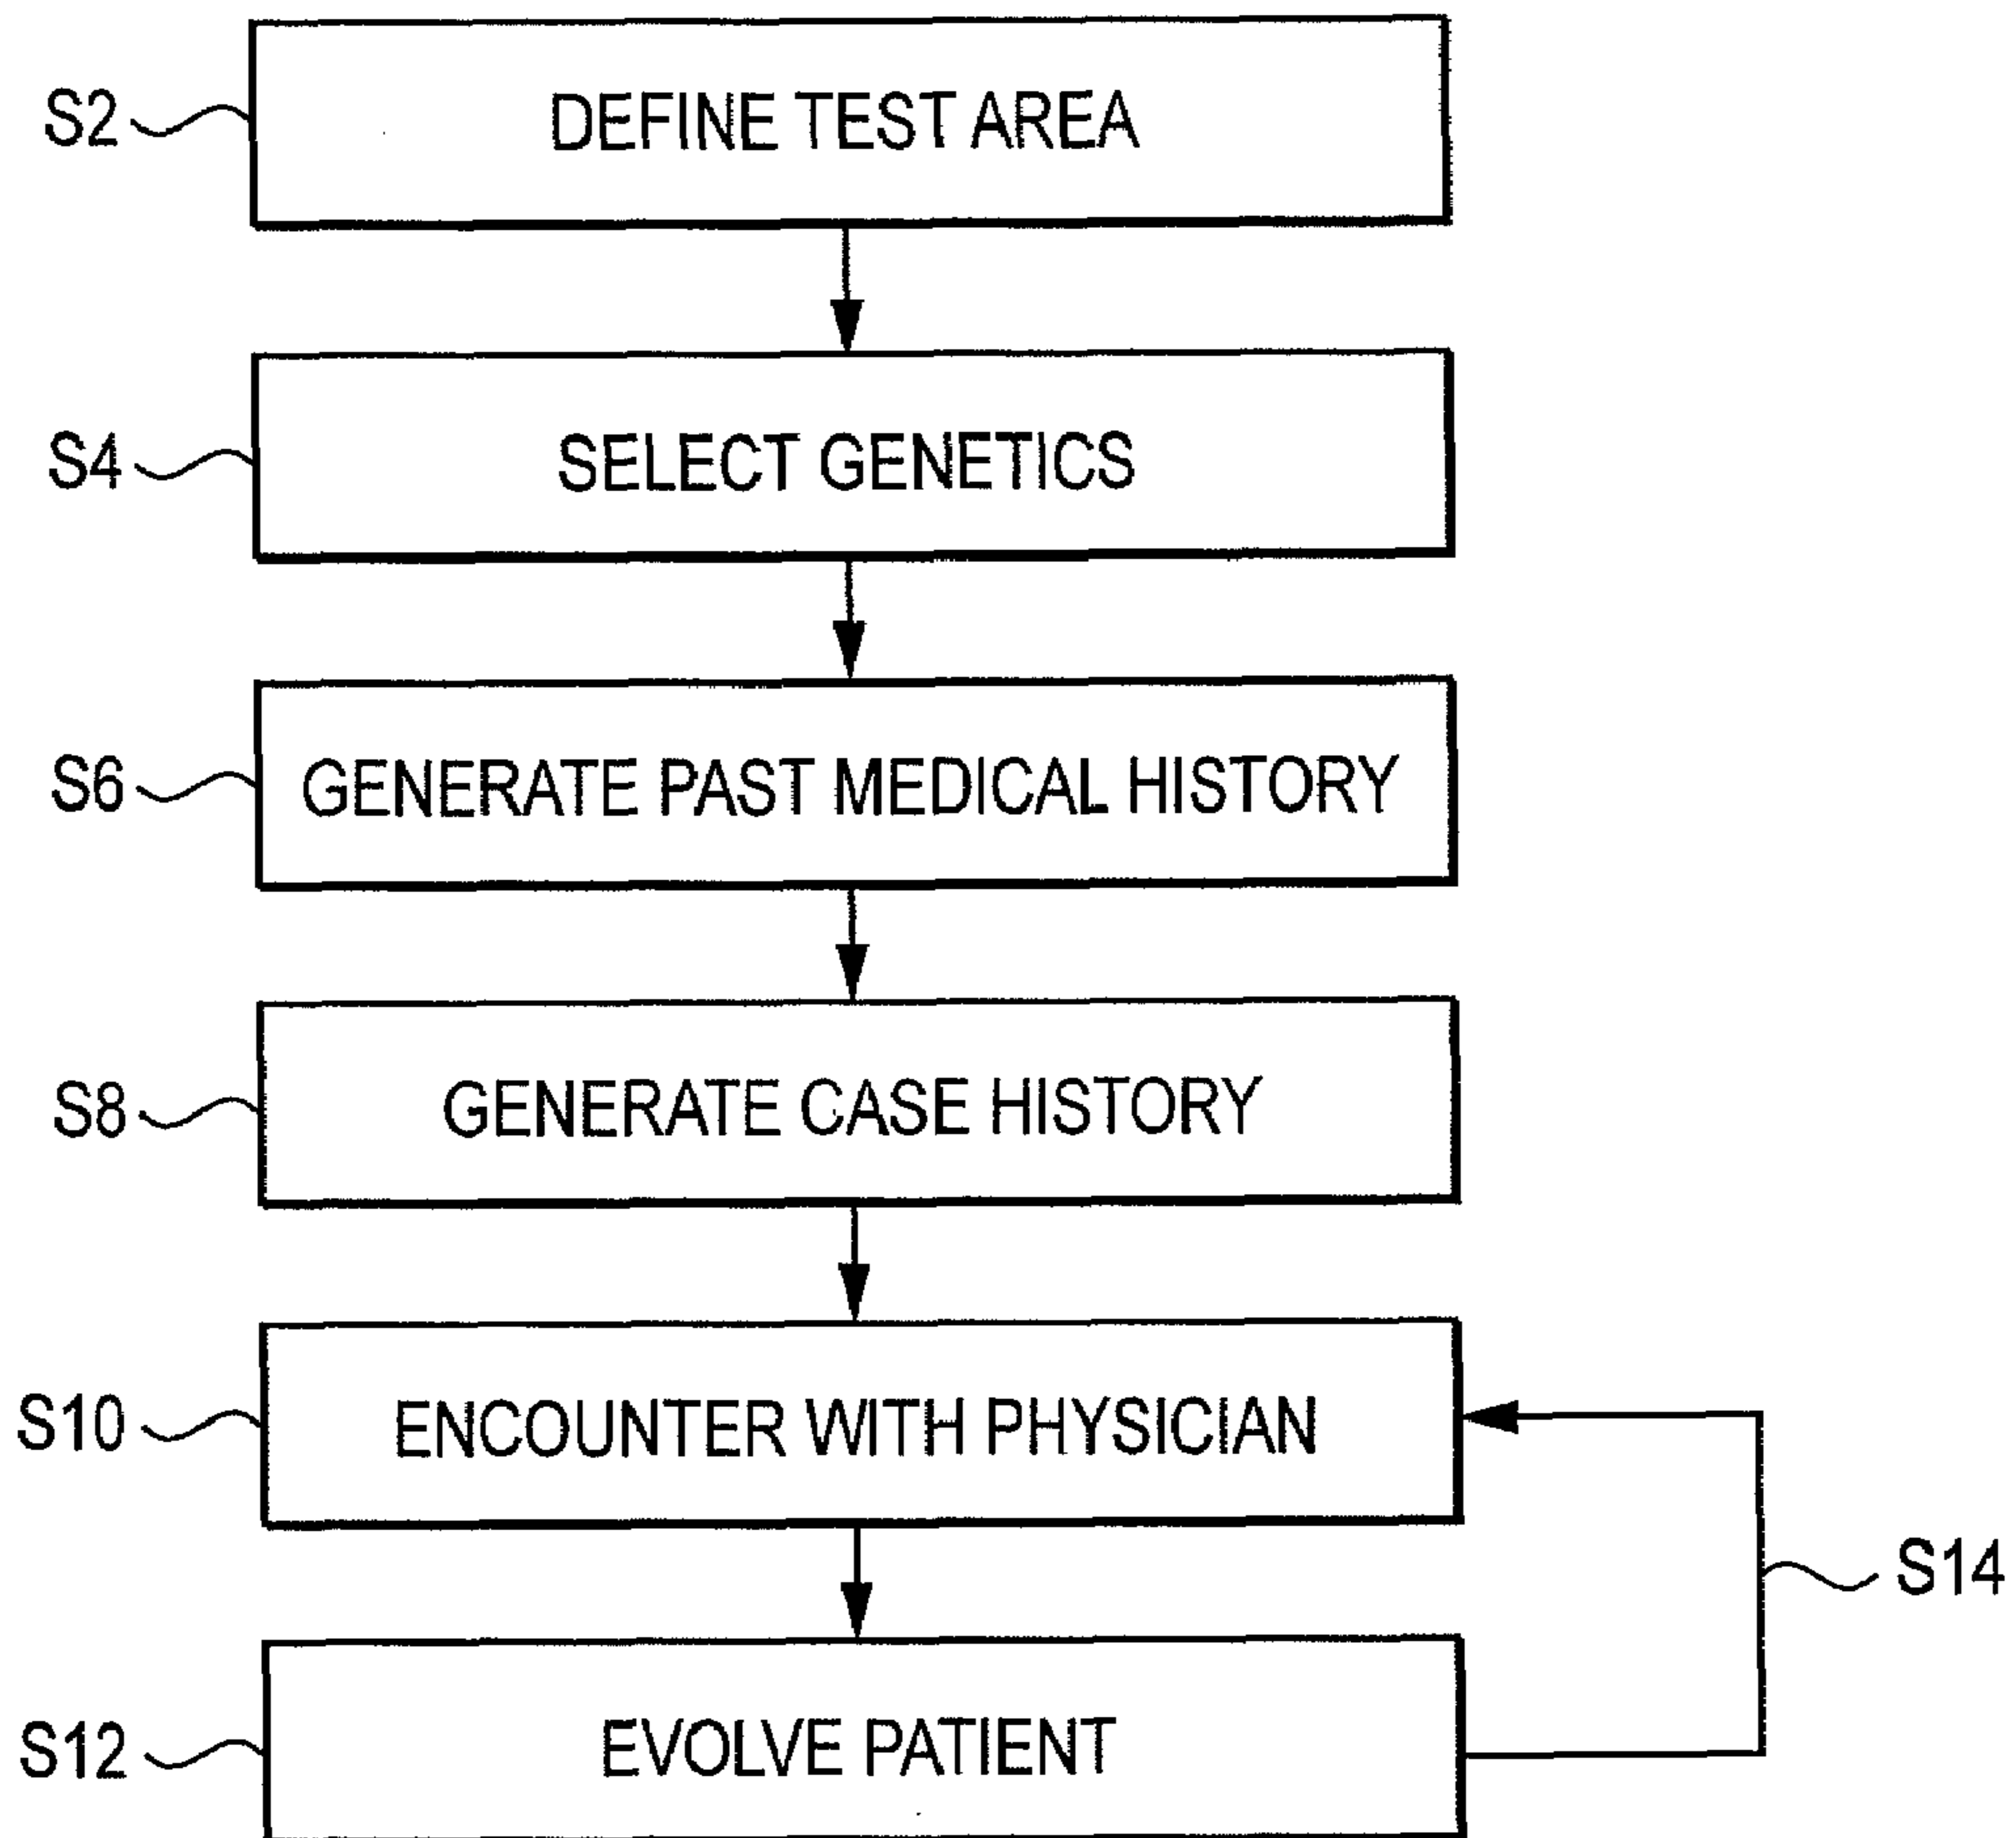 S2
DEFINE TEST AREA
S4
SELECT GENETICS
S6
GENERATE PAST MEDICAL HISTORY
S8
GENERATE CASE HISTORY
S10
ENCOUNTER WITH PHYSICIAN
S14
S12
EVOLVE PATIENT